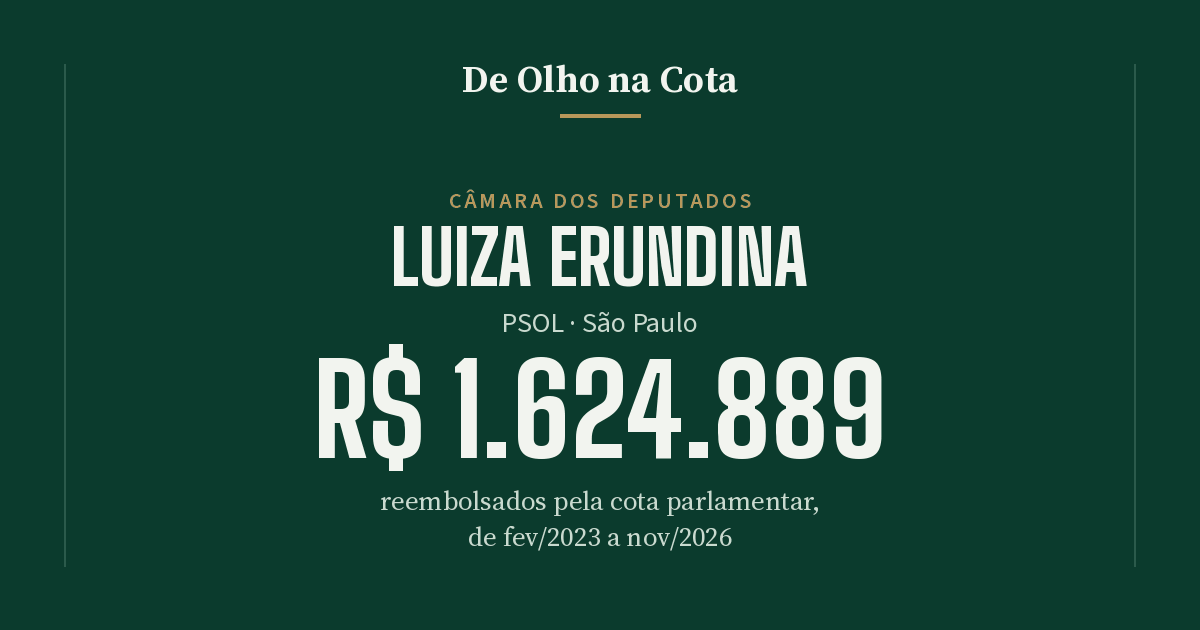 De Olho na Cota
CÂMARA DOS DEPUTADOS
LUIZA ERUNDINA
PSOL · São Paulo
R$ 1.624.889
reembolsados pela cota parlamentar,
de fev/2023 a nov/2026